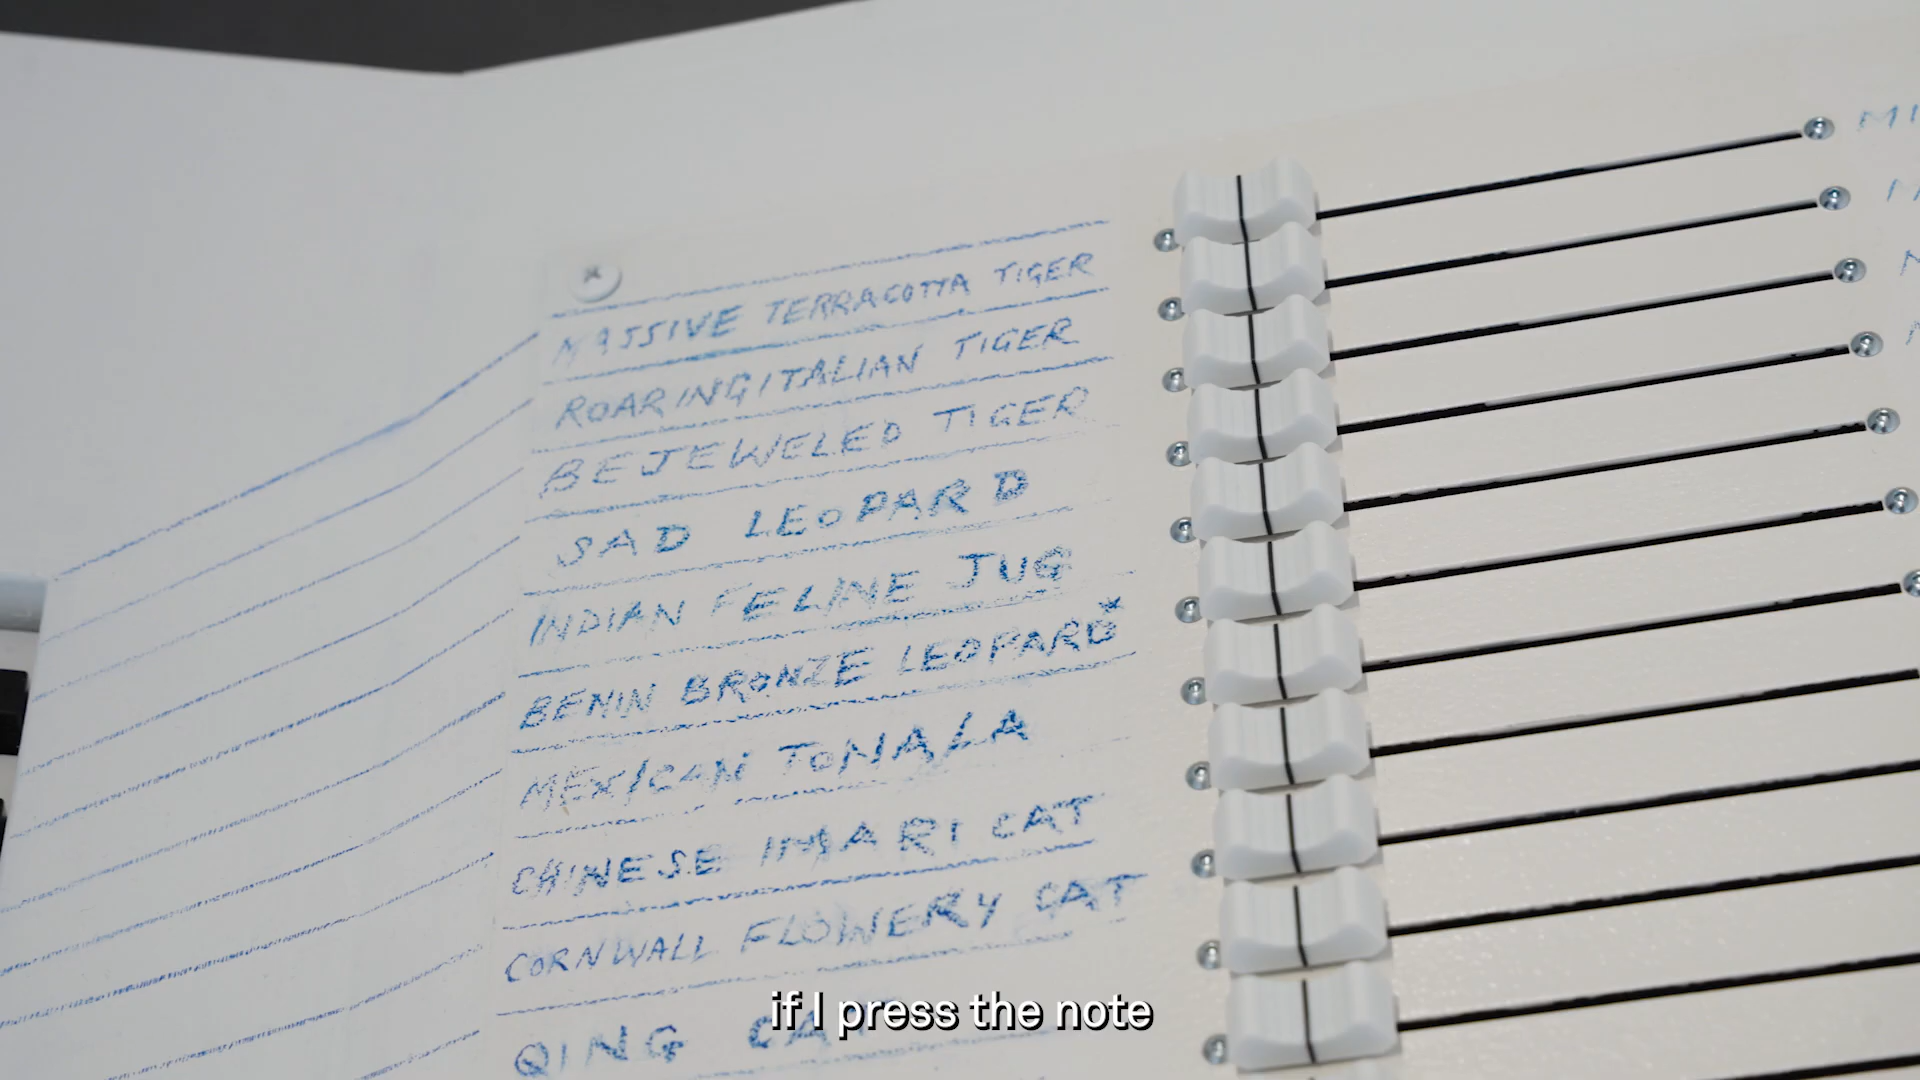 MASSIVE TERRACOTTA TIGER
ROARING ITALIAN TIGER
BEJEWELED TIGER
SAD LEOPARD
INDIAN FELINE JUG
BENIN BRONZE LEOPARD*
MEXICAN TONALA
CHINESE IMARI CAT
CORNWALL FLOWERY CAT
QING CAT
if I press the note